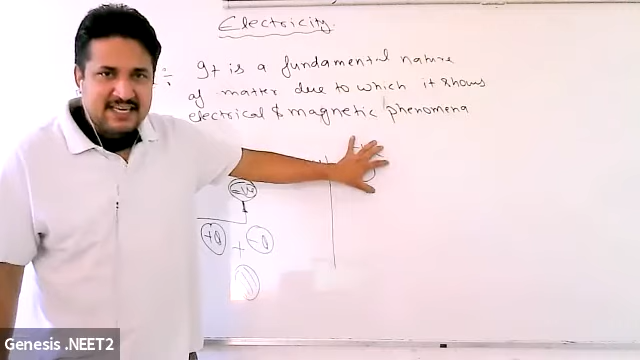 Electricity.
÷ It is a fundamental nature
of matter due to which it shows
electrical & magnetic phenomena
+Q + -Q
Genesis .NEET2